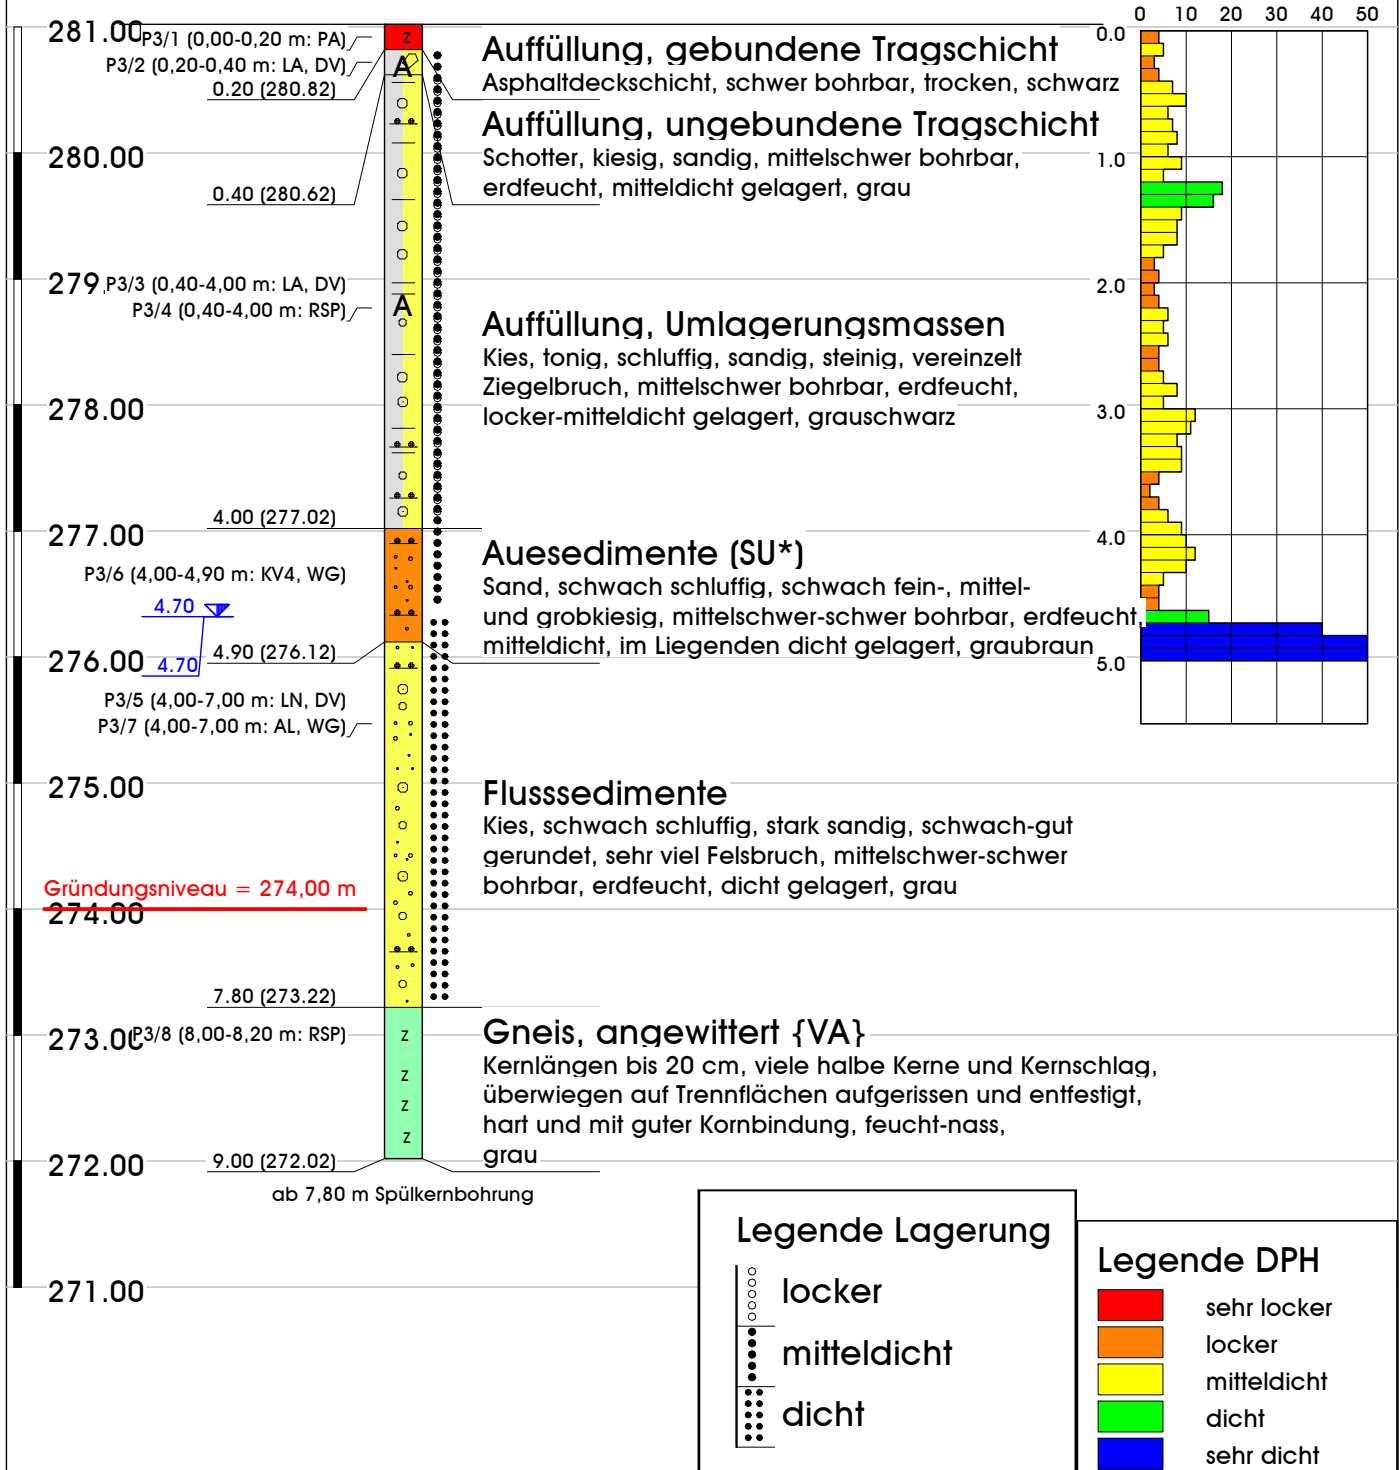 0 10 20 30 40 50
281.00
P3/1 (0,00-0,20 m: PA)
z
Auffüllung, gebundene Tragschicht
0.0
P3/2 (0,20-0,40 m: LA, DV)
A
0.20 (280.82)
Asphaltdeckschicht, schwer bohrbar, trocken, schwarz
Auffüllung, ungebundene Tragschicht
280.00
Schotter, kiesig, sandig, mittelschwer bohrbar,
1.0
0.40 (280.62)
erdfeucht, mitteldicht gelagert, grau
279.
P3/3 (0,40-4,00 m: LA, DV)
2.0
P3/4 (0,40-4,00 m: RSP)
A
Auffüllung, Umlagerungsmassen
Kies, tonig, schluffig, sandig, steinig, vereinzelt
Ziegelbruch, mittelschwer bohrbar, erdfeucht,
278.00
locker-mitteldicht gelagert, grauschwarz
3.0
4.00 (277.02)
277.00
4.0
Auesedimente (SU*)
P3/6 (4,00-4,90 m: KV4, WG)
Sand, schwach schluffig, schwach fein-, mittel-
4.70
und grobkiesig, mittelschwer-schwer bohrbar, erdfeucht,
4.90 (276.12)
mitteldicht, im Liegenden dicht gelagert, graubraun
276.00
4.70
5.0
P3/5 (4,00-7,00 m: LN, DV)
P3/7 (4,00-7,00 m: AL, WG)
275.00
Flusssedimente
Kies, schwach schluffig, stark sandig, schwach-gut
gerundet, sehr viel Felsbruch, mittelschwer-schwer
Gründungsniveau = 274,00 m
bohrbar, erdfeucht, dicht gelagert, grau
274.00
7.80 (273.22)
273.00
P3/8 (8,00-8,20 m: RSP)
z
Gneis, angewittert {VA}
Kernlängen bis 20 cm, viele halbe Kerne und Kernschlag,
z
überwiegen auf Trennflächen aufgerissen und entfestigt,
z
hart und mit guter Kornbindung, feucht-nass,
z
272.00
9.00 (272.02)
grau
ab 7,80 m Spülkernbohrung
271.00
Legende Lagerung
locker
mitteldicht
dicht
Legende DPH
sehr locker
locker
mitteldicht
dicht
sehr dicht